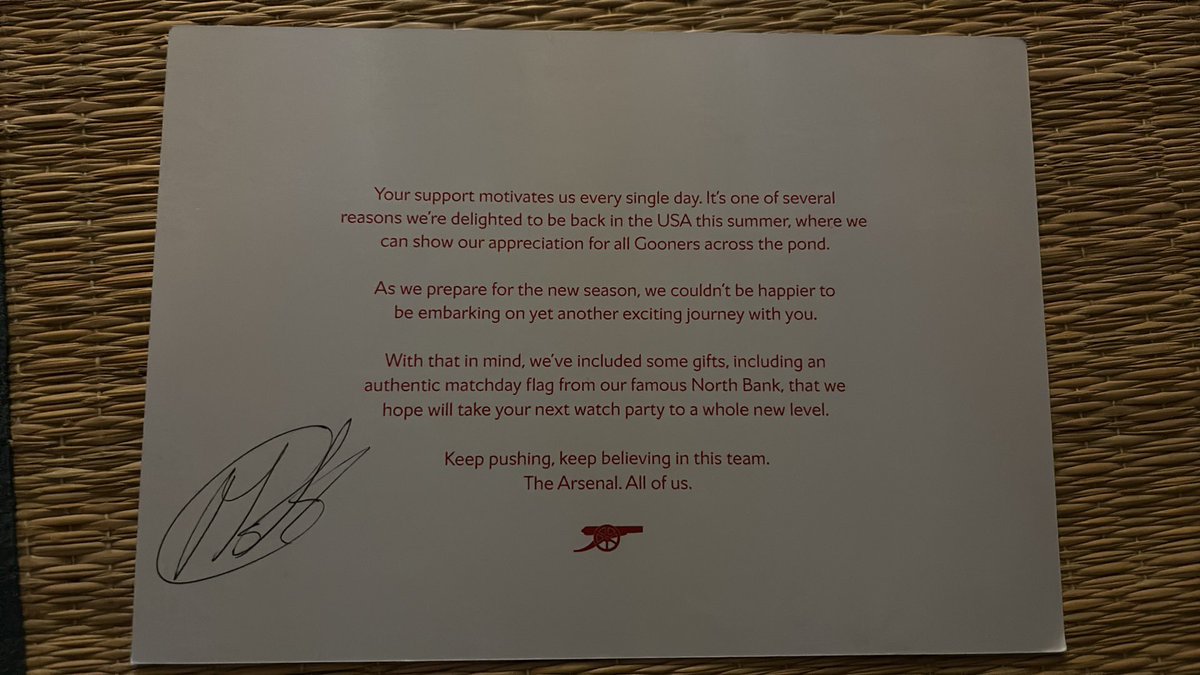 Your support motivates us every single day. It's one of several
reasons we're delighted to be back in the USA this summer, where we
can show our appreciation for all Gooners across the pond.
As we prepare for the new season, we couldn't be happier to
be embarking on yet another exciting journey with you.
With that in mind, we've included some gifts, including an
authentic matchday flag from our famous North Bank, that we
hope will take your next watch party to a whole new level.
Keep pushing, keep believing in this team.
The Arsenal. All of us.